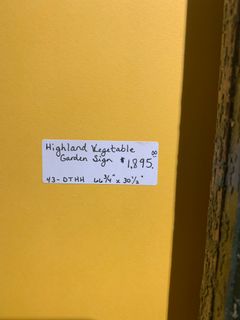 Highland Vegetable
Garden Sign $1,895.00
43-DTHH 66 3/4" x 30 1/2"